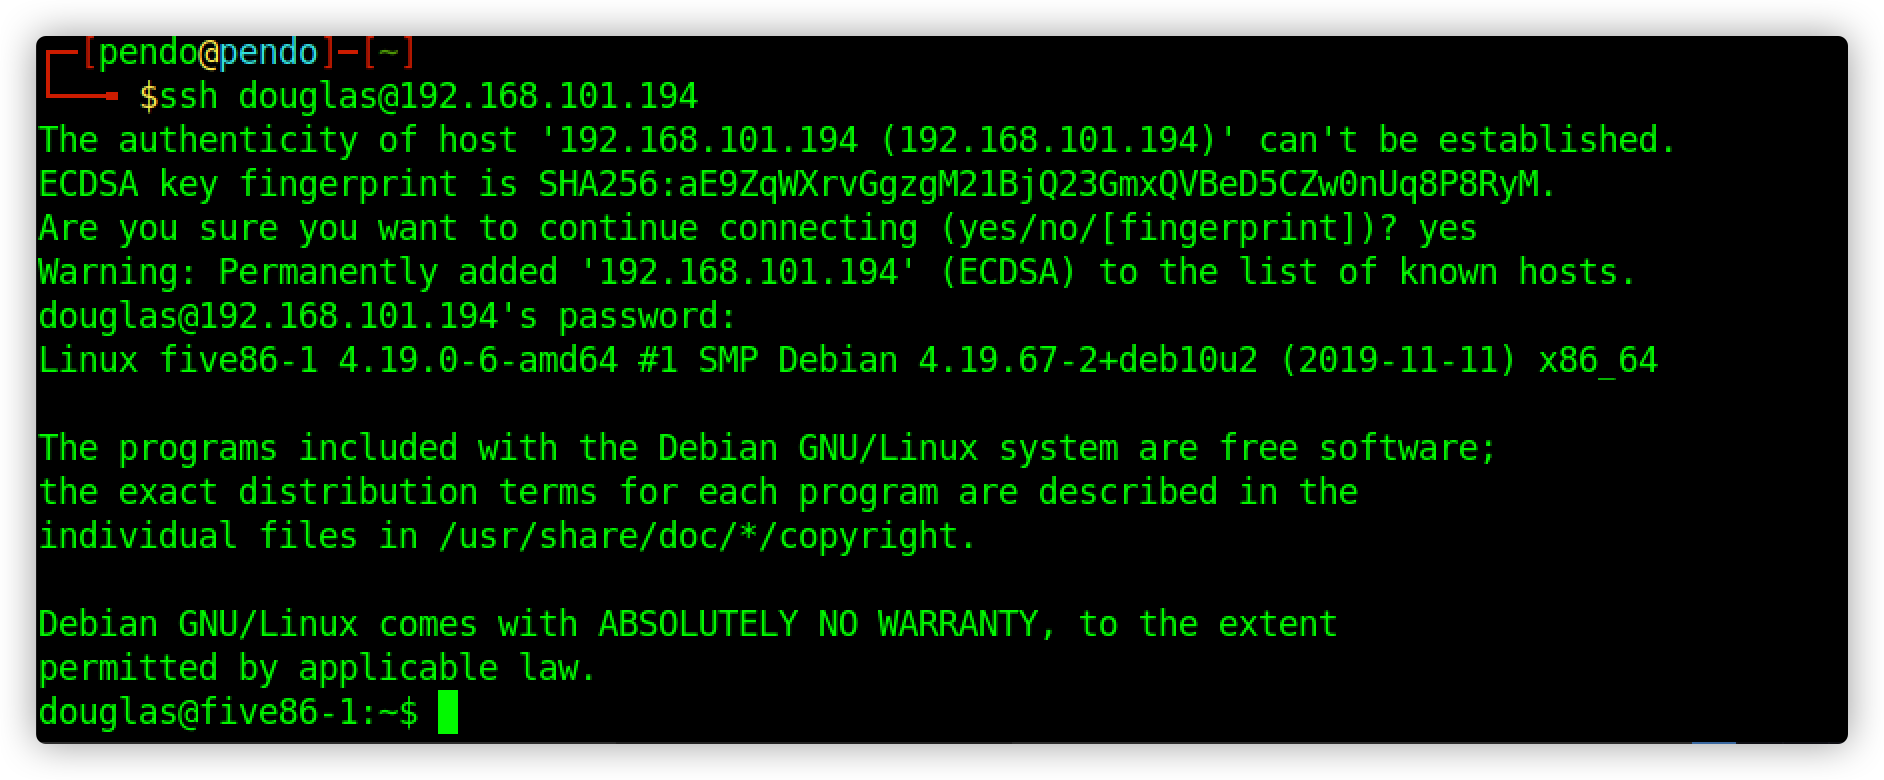 ┌─[pendo@pendo]─[~]
└──╼ $ssh douglas@192.168.101.194
The authenticity of host '192.168.101.194 (192.168.101.194)' can't be established.
ECDSA key fingerprint is SHA256:aE9ZqWXrvGgzgM21BjQ23GmxQVBeD5CZw0nUq8P8RyM.
Are you sure you want to continue connecting (yes/no/[fingerprint])? yes
Warning: Permanently added '192.168.101.194' (ECDSA) to the list of known hosts.
douglas@192.168.101.194's password:
Linux five86-1 4.19.0-6-amd64 #1 SMP Debian 4.19.67-2+deb10u2 (2019-11-11) x86_64
The programs included with the Debian GNU/Linux system are free software;
the exact distribution terms for each program are described in the
individual files in /usr/share/doc/*/copyright.
Debian GNU/Linux comes with ABSOLUTELY NO WARRANTY, to the extent
permitted by applicable law.
douglas@five86-1:~$